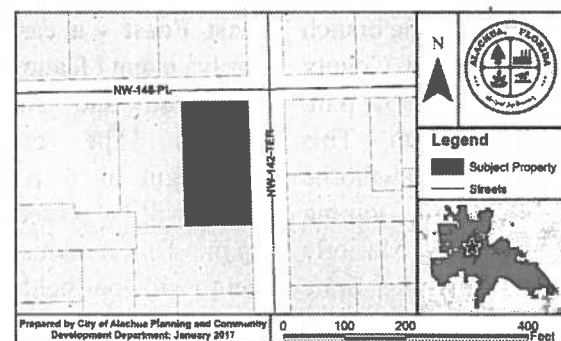 NW-148-PL
NW-142-TER
N
ALACHUA, FLORIDA
Legend
Subject Property
Streets
Prepared by City of Alachua Planning and Community
Development Department: January 2017
0 100 200 400
Feet